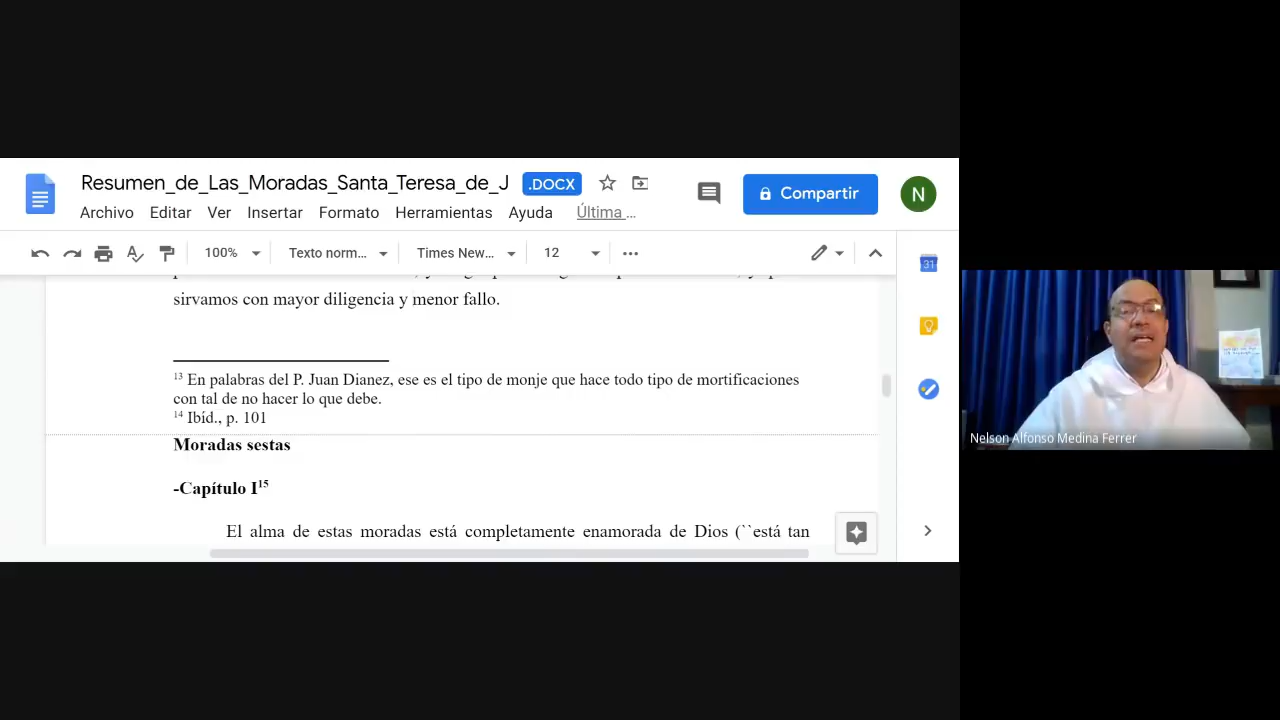 Resumen_de_Las_Moradas_Santa_Teresa_de_J .DOCX
Compartir
N
Archivo Editar Ver Insertar Formato Herramientas Ayuda Última ...
100% Texto norm... Times New... 12
31
sirvamos con mayor diligencia y menor fallo.
13 En palabras del P. Juan Dianez, ese es el tipo de monje que hace todo tipo de mortificaciones
con tal de no hacer lo que debe.
14 Ibíd., p. 101
Moradas sestas
-Capítulo I15
El alma de estas moradas está completamente enamorada de Dios (``está tan
Nelson Alfonso Medina Ferrer